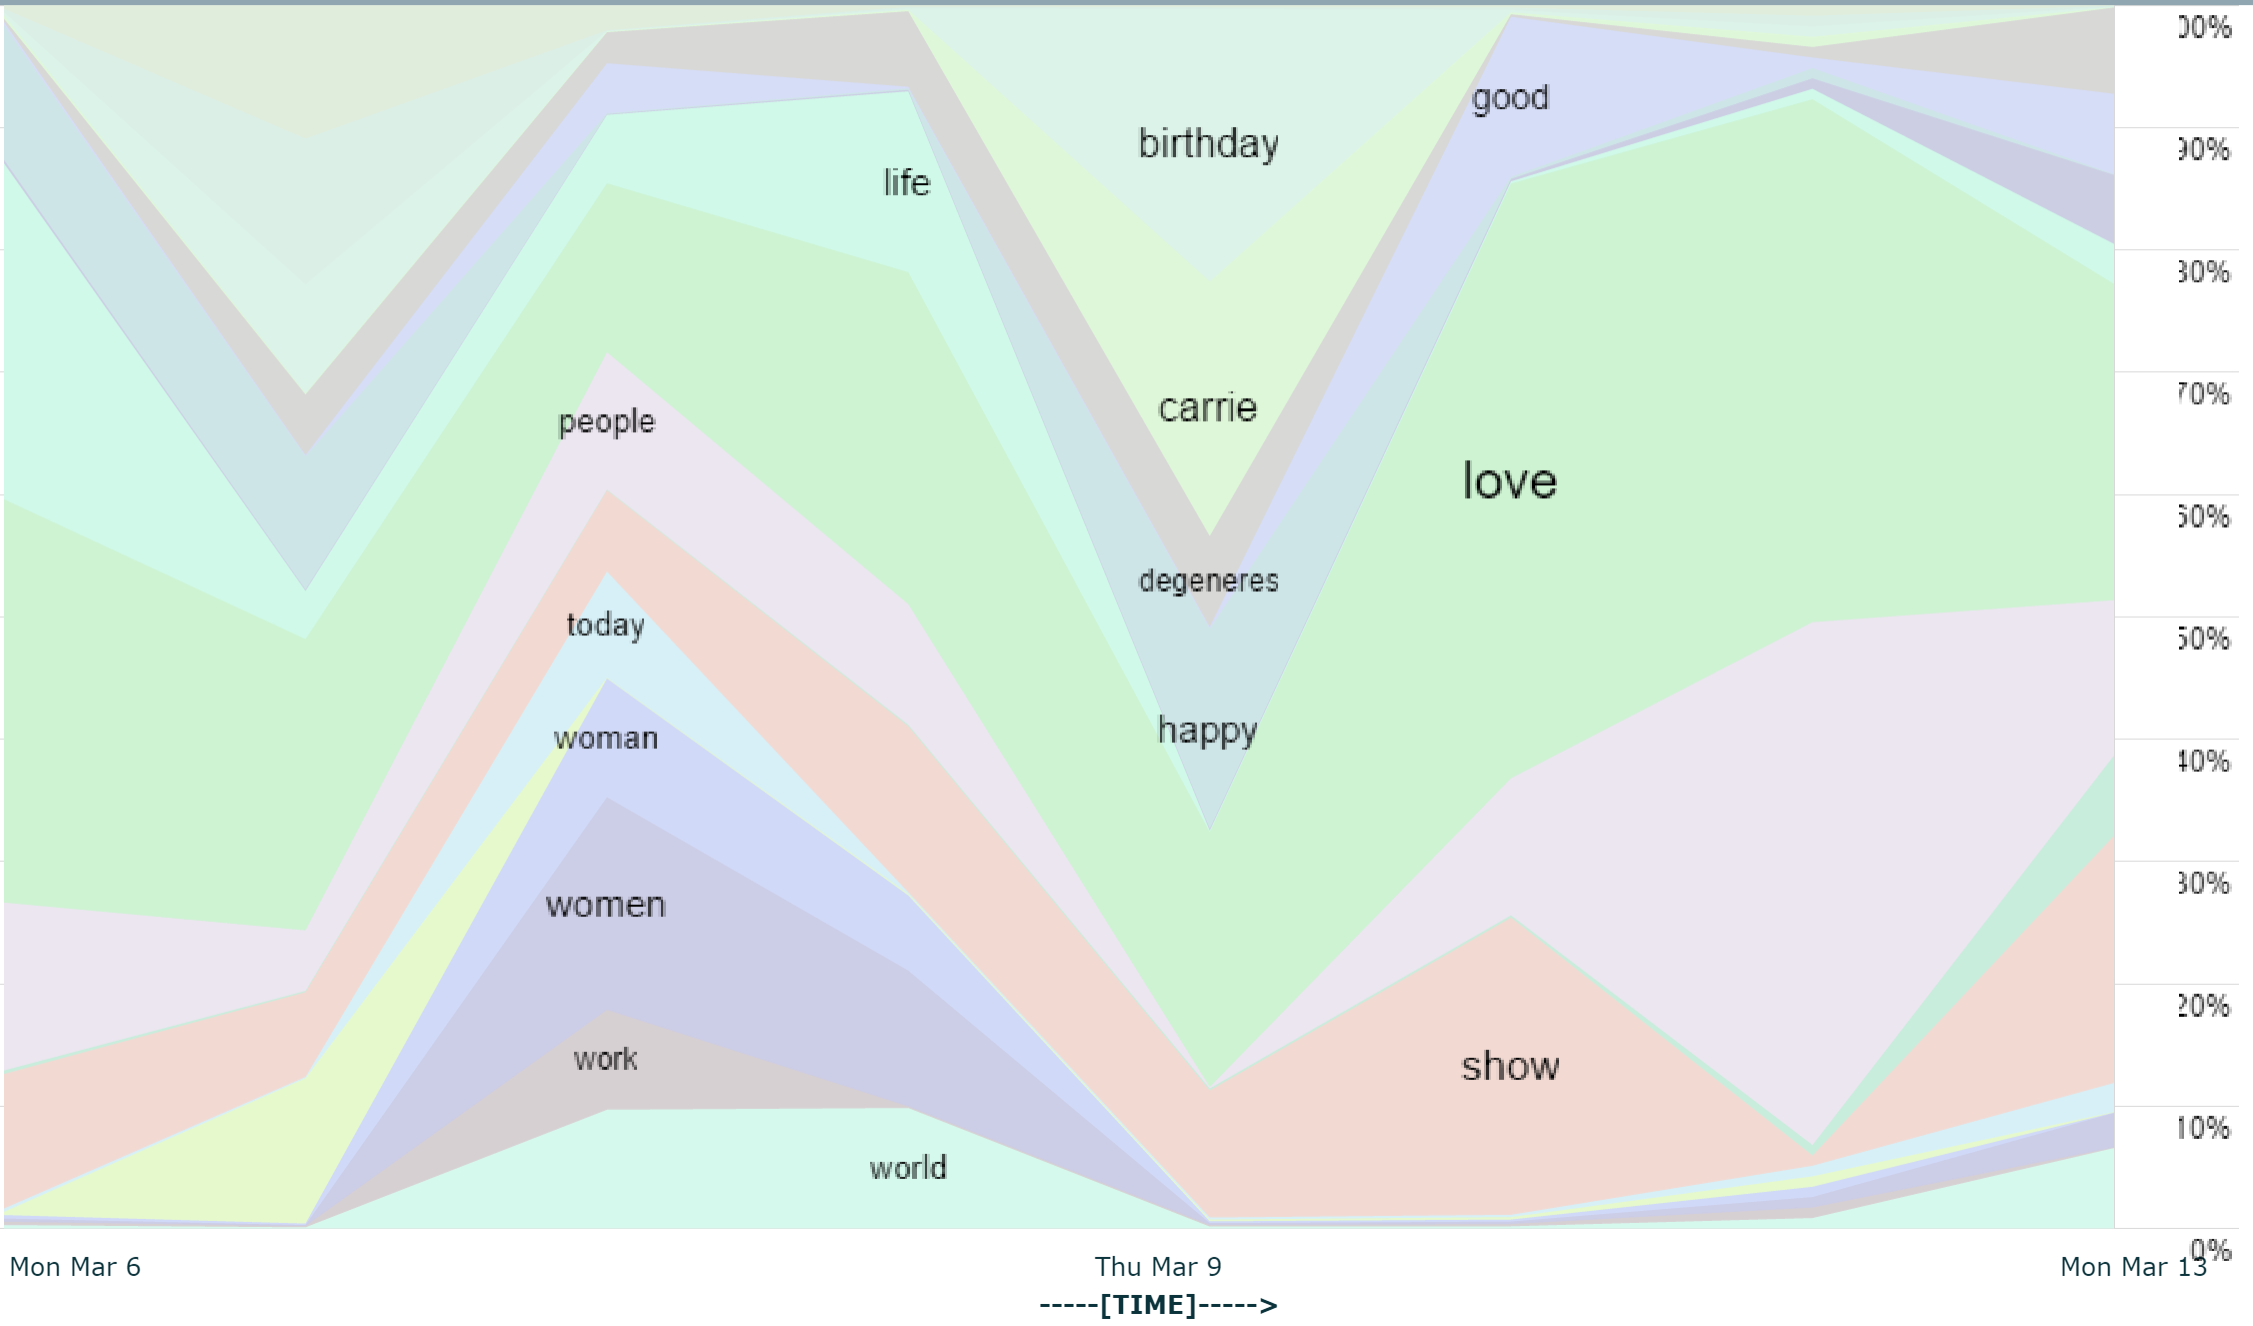 00%
good
birthday
90%
life
80%
70%
people
carrie
love
60%
degeneres
today
50%
woman
happy
40%
women
30%
20%
work
show
10%
world
0%
Mon Mar 6
Thu Mar 9
Mon Mar 13
-----[TIME]----->